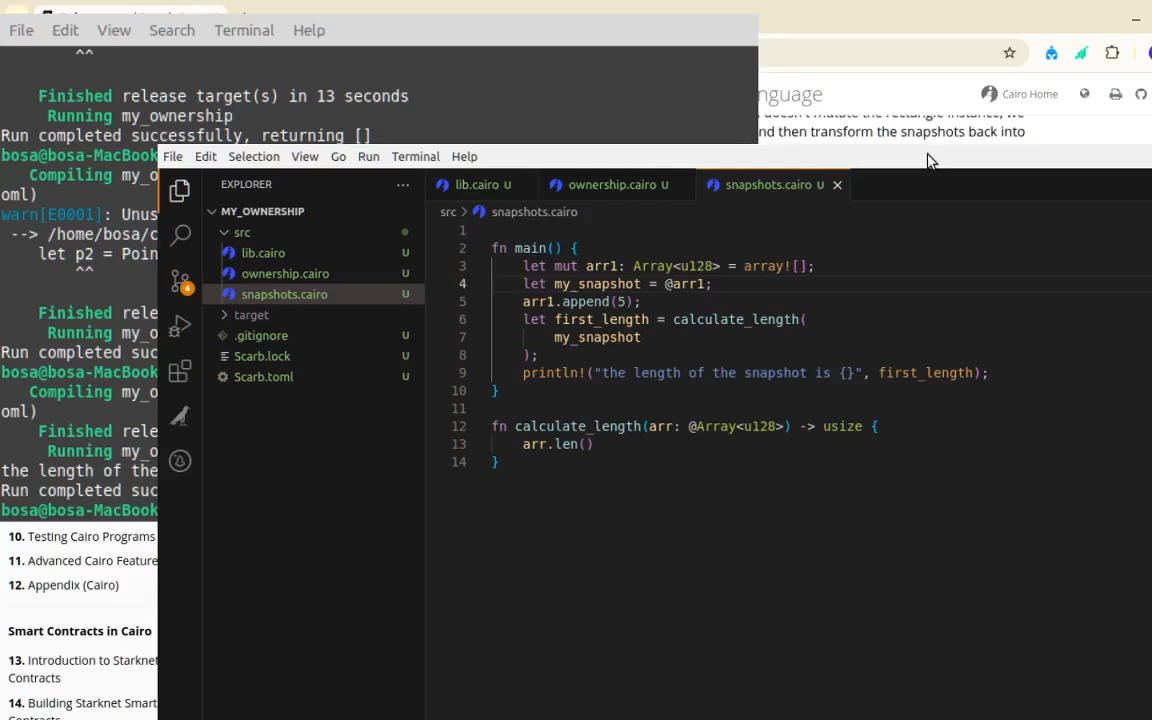 File Edit View Search Terminal Help
^^
Finished release target(s) in 13 seconds
Running my_ownership
Run completed successfully, returning []
bosa@bosa-MacBook
Compiling my_o
oml)
warn[E0001]: Unus
--> /home/bosa/c
let p2 = Poin
^^
Finished rele
Running my_o
Run completed suc
bosa@bosa-MacBook
Compiling my_o
oml)
Finished rele
Running my_o
the length of the
Run completed suc
bosa@bosa-MacBook
nguage
Cairo Home
nd then transform the snapshots back into
File Edit Selection View Go Run Terminal Help
EXPLORER
MY_OWNERSHIP
src
lib.cairo U
ownership.cairo U
snapshots.cairo U
target
.gitignore U
Scarb.lock U
Scarb.toml U
6
lib.cairo U
ownership.cairo U
snapshots.cairo U
src > snapshots.cairo
1
2 fn main() {
3 let mut arr1: Array<u128> = array![];
4 let my_snapshot = @arr1;
5 arr1.append(5);
6 let first_length = calculate_length(
7 my_snapshot
8 );
9 println!("the length of the snapshot is {}", first_length);
10 }
11
12 fn calculate_length(arr: @Array<u128>) -> usize {
13 arr.len()
14 }
10. Testing Cairo Programs
11. Advanced Cairo Feature
12. Appendix (Cairo)
Smart Contracts in Cairo
13. Introduction to Starknet
Contracts
14. Building Starknet Smart